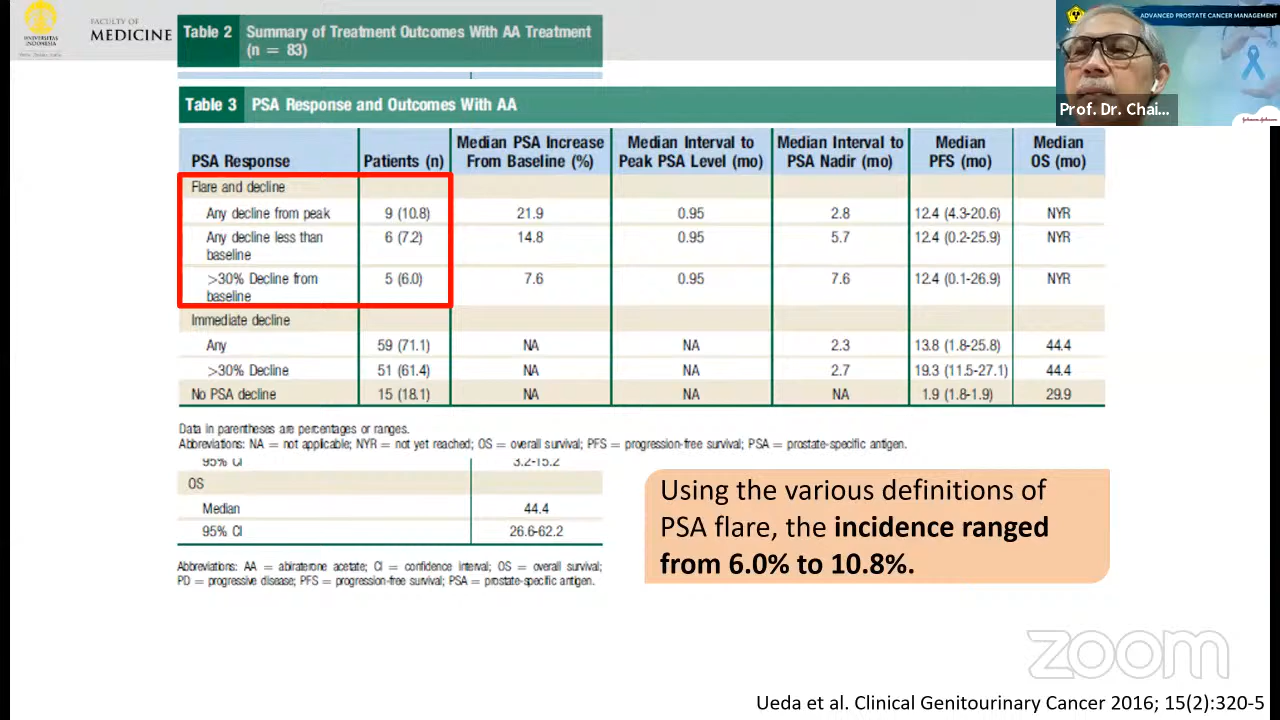 UNIVERSITAS
INDONESIA
FACULTY OF
MEDICINE
ADVANCED PROSTATE CANCER MANAGEMENT
Prof. Dr. Chai...
Johnson&Johnson
Table 2 Summary of Treatment Outcomes With AA Treatment
(n = 83)
Table 3 PSA Response and Outcomes With AA
PSA Response Patients (n) Median PSA Increase From Baseline (%) Median Interval to Peak PSA Level (mo) Median Interval to PSA Nadir (mo) Median PFS (mo) Median OS (mo)
Flare and decline
Any decline from peak 9 (10.8) 21.9 0.95 2.8 12.4 (4.3-20.6) NYR
Any decline less than 6 (7.2) 14.8 0.95 5.7 12.4 (0.2-25.9) NYR
baseline
>30% Decline from 5 (6.0) 7.6 0.95 7.6 12.4 (0.1-26.9) NYR
baseline
Immediate decline
Any 59 (71.1) NA NA 2.3 13.8 (1.8-25.8) 44.4
>30% Decline 51 (61.4) NA NA 2.7 19.3 (11.5-27.1) 44.4
No PSA decline 15 (18.1) NA NA NA 1.9 (1.8-1.9) 29.9
Data in parentheses are percentages or ranges.
Abbreviations: NA = not applicable; NYR = not yet reached; OS = overall survival; PFS = progression-free survival; PSA = prostate-specific antigen.
95% CI 3.2-15.2
OS
Median 44.4
95% CI 26.6-62.2
Abbreviations: AA = abiraterone acetate; CI = confidence interval; OS = overall survival;
PD = progressive disease; PFS = progression-free survival; PSA = prostate-specific antigen.
Using the various definitions of
PSA flare, the incidence ranged
from 6.0% to 10.8%.
zoom
Ueda et al. Clinical Genitourinary Cancer 2016; 15(2):320-5